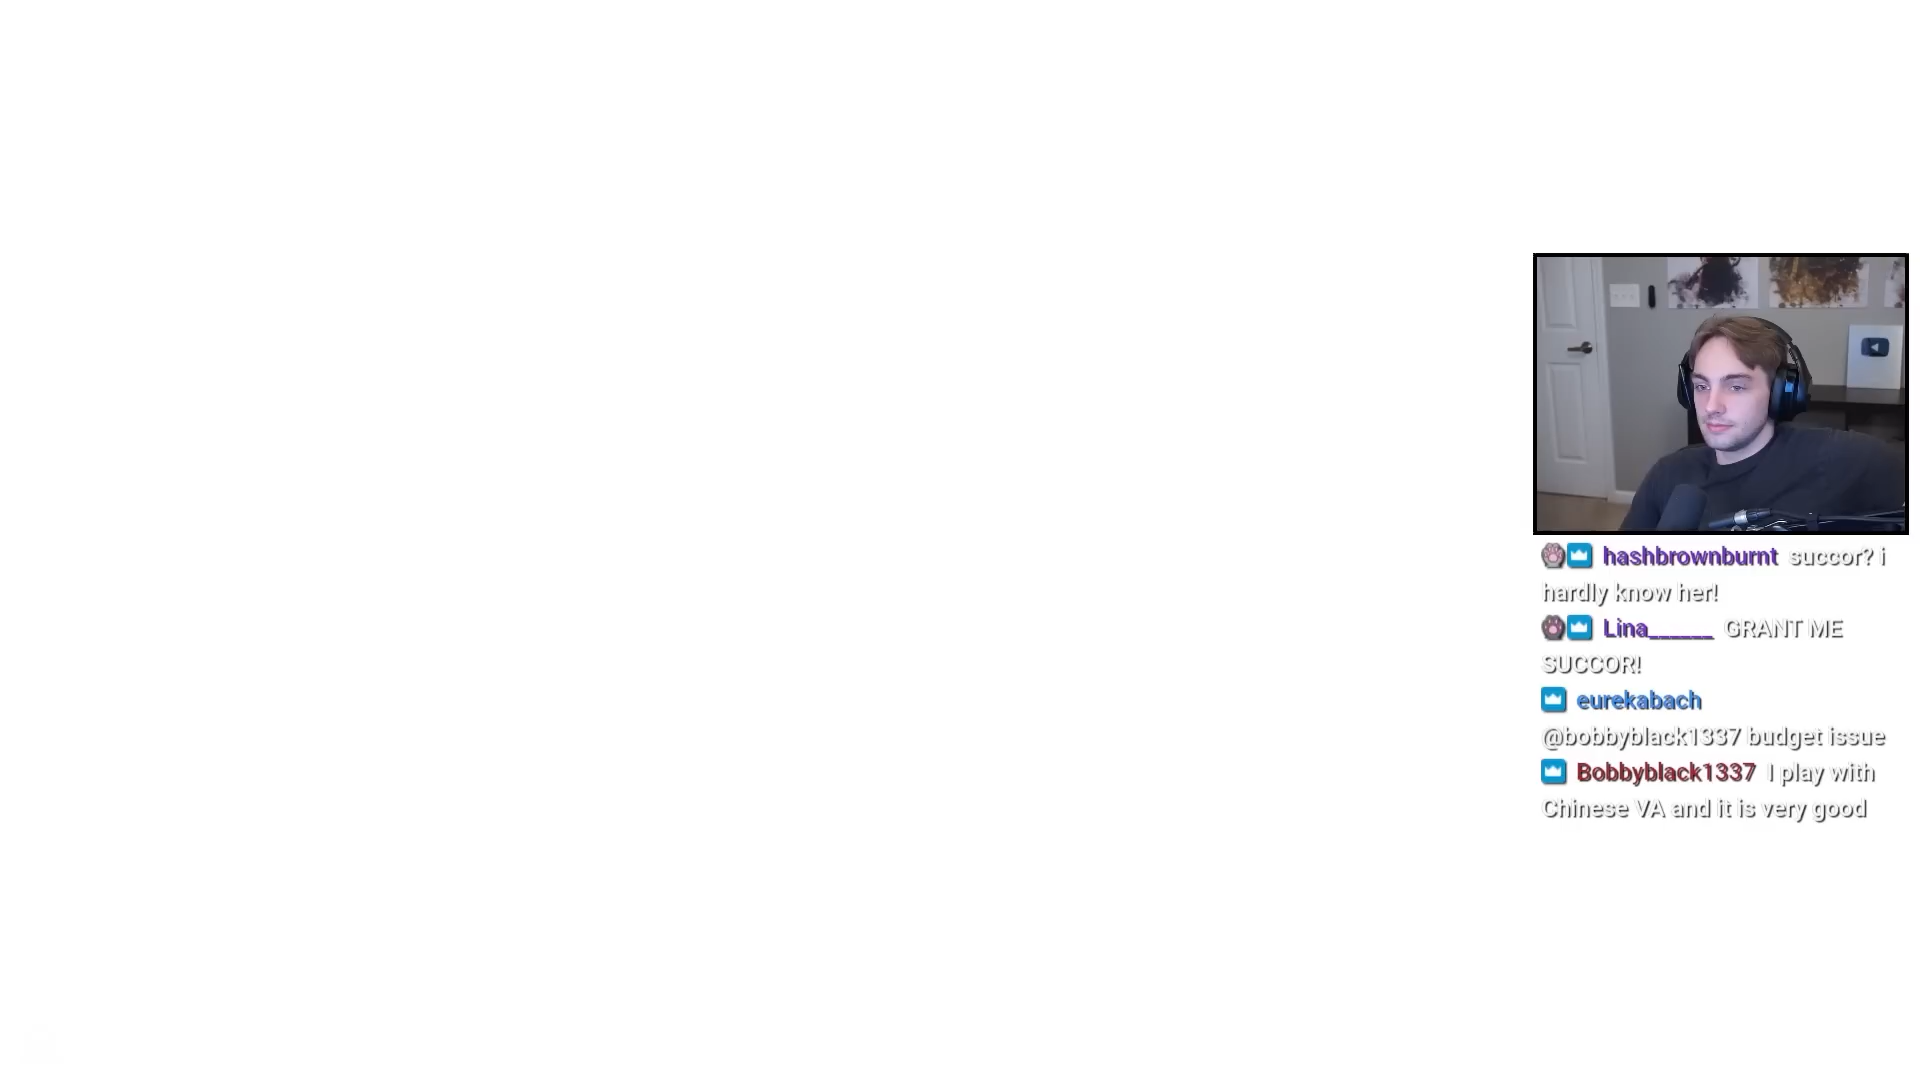 hashbrownburnt succor? i
hardly know her!
Lina______ GRANT ME
SUCCOR!
eurekabach
@bobbyblack1337 budget issue
Bobbyblack1337 I play with
Chinese VA and it is very good